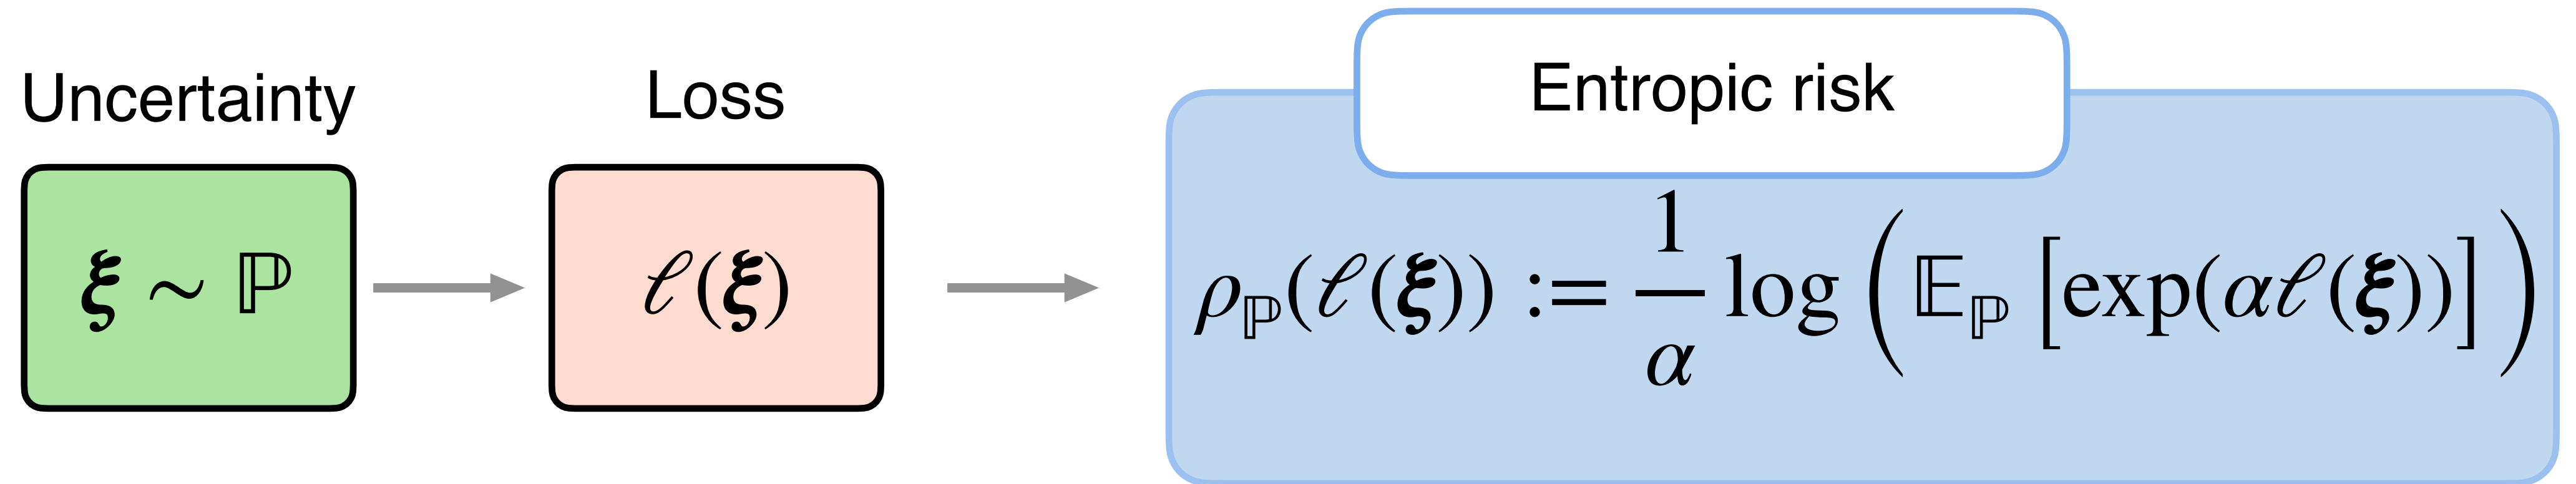 Uncertainty
ξ ∼ ℙ
Loss
ℓ(ξ)
Entropic risk
ρ_ℙ(ℓ(ξ)) := 1/α log (𝔼_ℙ [exp(αℓ(ξ))])